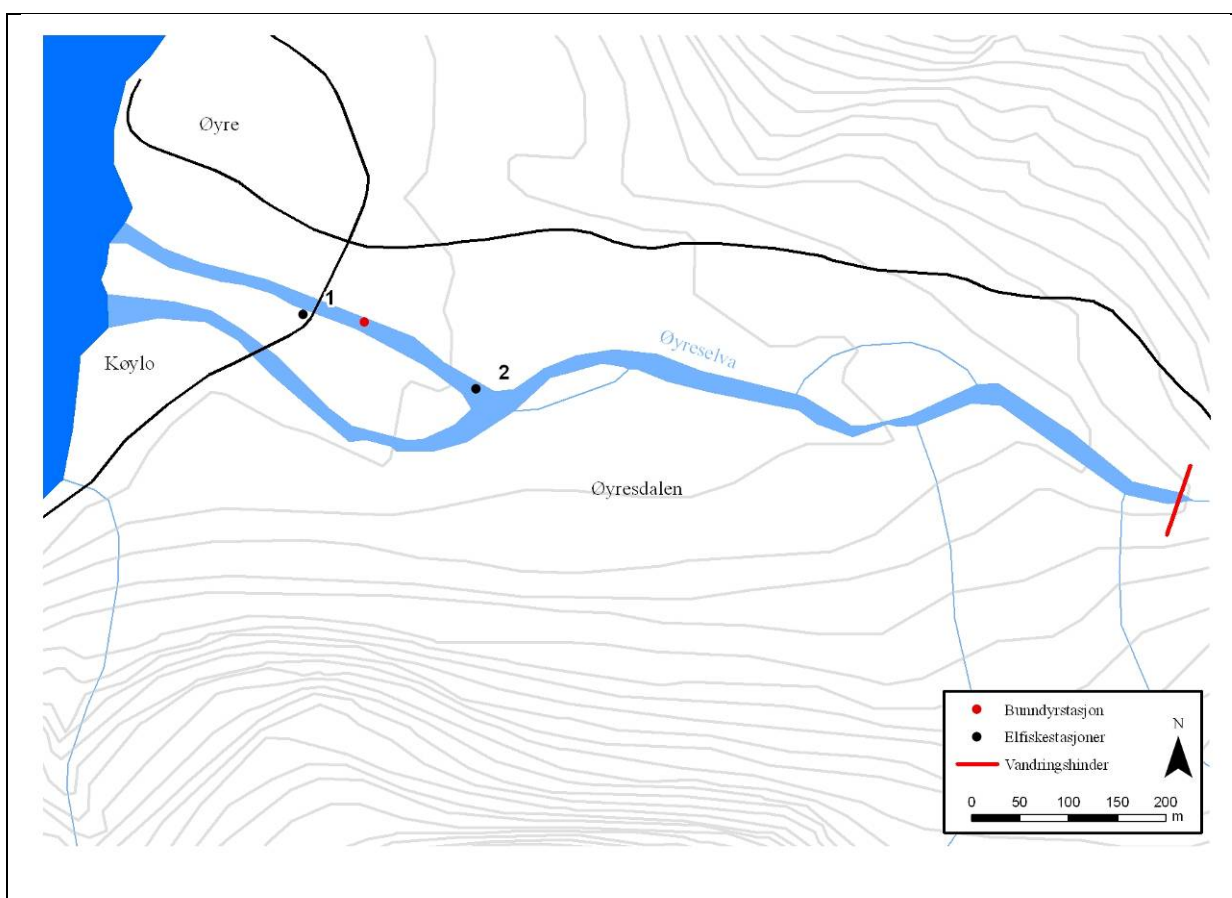 Øyre
1
Køylo
2
Øyreselva
Øyresdalen
Bunndyrstasjon
Elfiskestasjoner
Vandringshinder
N
0 50 100 150 200
m